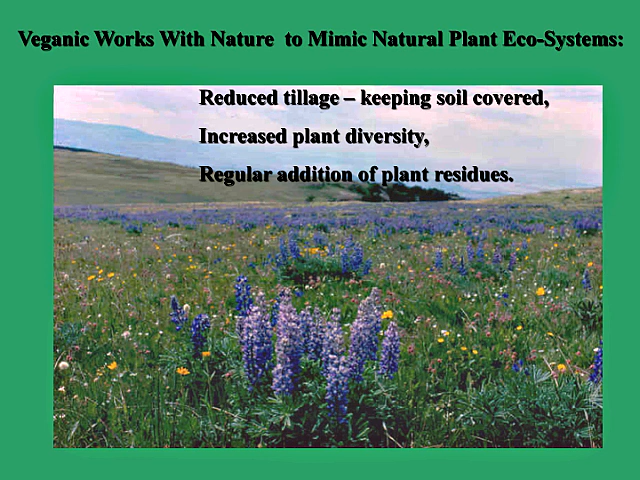 Veganic Works With Nature  to Mimic Natural Plant Eco-Systems:
Reduced tillage – keeping soil covered,
Increased plant diversity,
Regular addition of plant residues.